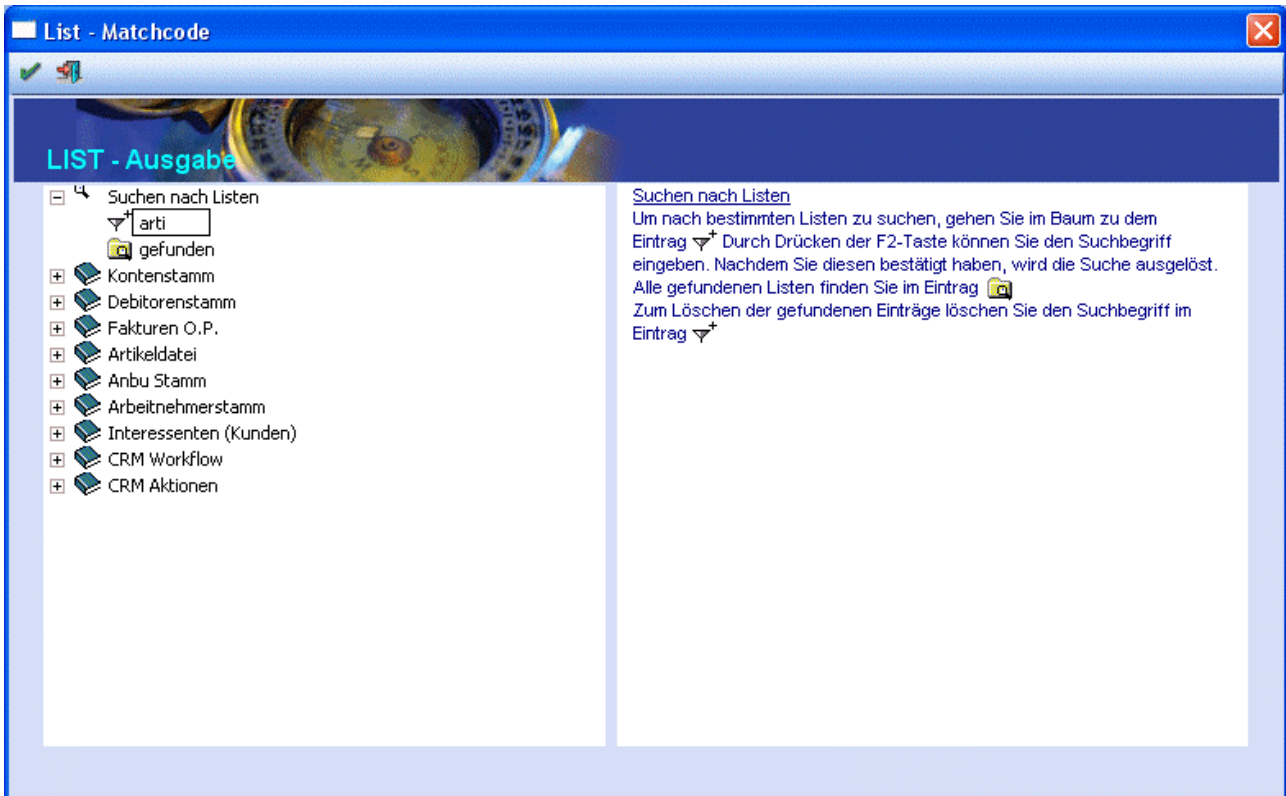 List - Matchcode
LIST - Ausgabe
Suchen nach Listen
arti
gefunden
Kontenstamm
Debitorenstamm
Fakturen O.P.
Artikeldatei
Anbu Stamm
Arbeitnehmerstamm
Interessenten (Kunden)
CRM Workflow
CRM Aktionen
Suchen nach Listen
Um nach bestimmten Listen zu suchen, gehen Sie im Baum zu dem
Eintrag Durch Drücken der F2-Taste können Sie den Suchbegriff
eingeben. Nachdem Sie diesen bestätigt haben, wird die Suche ausgelöst.
Alle gefundenen Listen finden Sie im Eintrag
Zum Löschen der gefundenen Einträge löschen Sie den Suchbegriff im
Eintrag